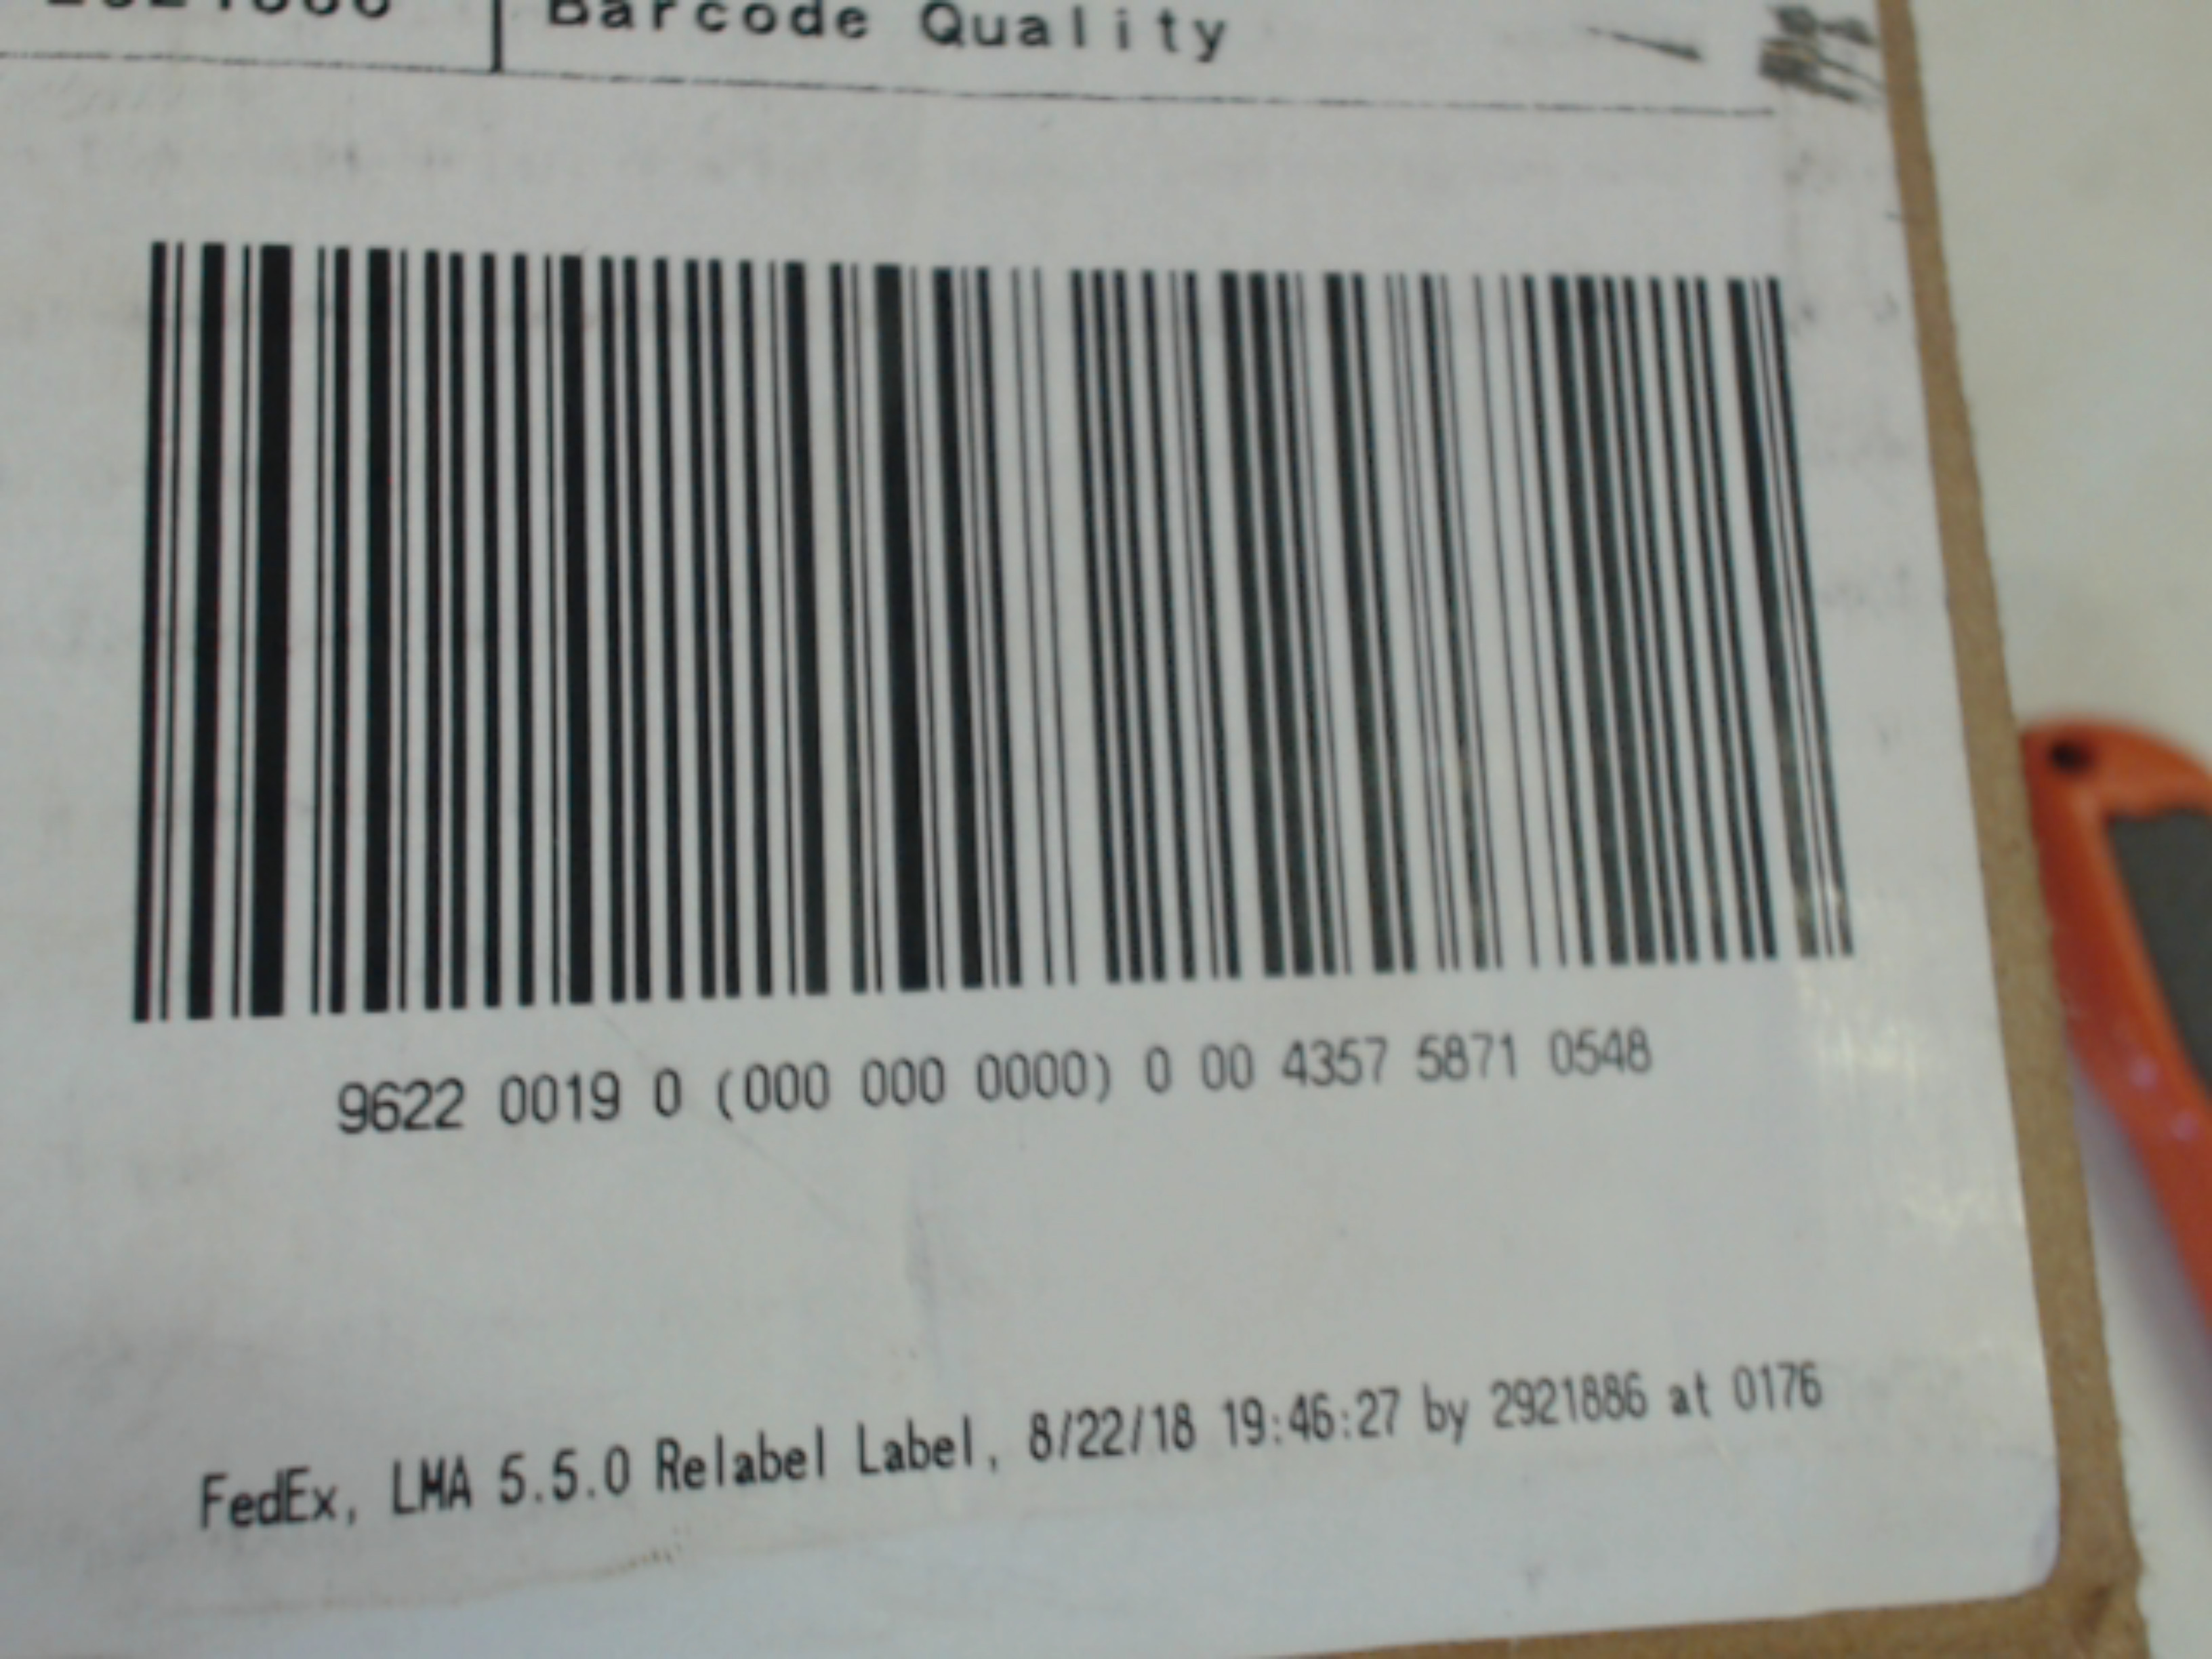 2921886 Barcode Quality
9622 0019 0 (000 000 0000) 0 00 4357 5871 0548
FedEx, LMA 5.5.0 Relabel Label, 8/22/18 19:46:27 by 2921886 at 0176